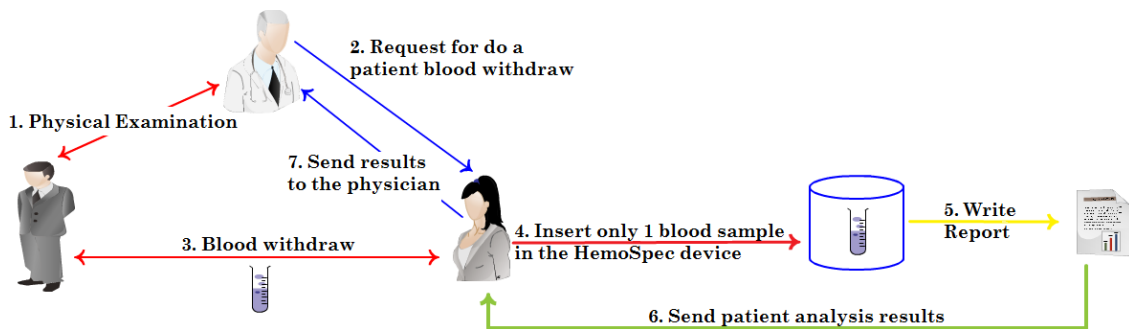 1. Physical Examination
2. Request for do a
patient blood withdraw
3. Blood withdraw
4. Insert only 1 blood sample
in the HemoSpec device
5. Write
Report
6. Send patient analysis results
7. Send results
to the physician